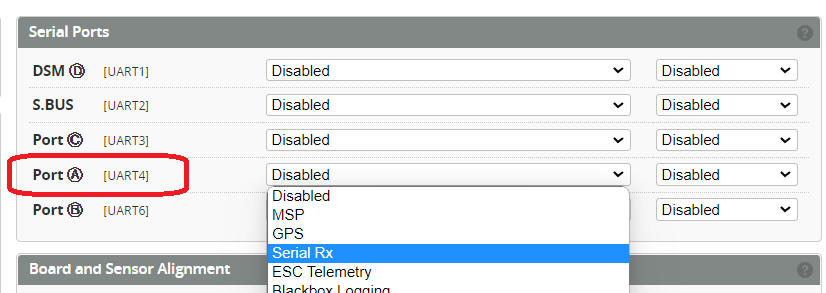 Serial Ports
DSM Ⓓ [UART1] Disabled Disabled
S.BUS [UART2] Disabled Disabled
Port Ⓒ [UART3] Disabled Disabled
Port Ⓐ [UART4] Disabled Disabled
Disabled
MSP
Port Ⓑ [UART6] Disabled
GPS
Serial Rx
Board and Sensor Alignment
ESC Telemetry
Blackbox Logging